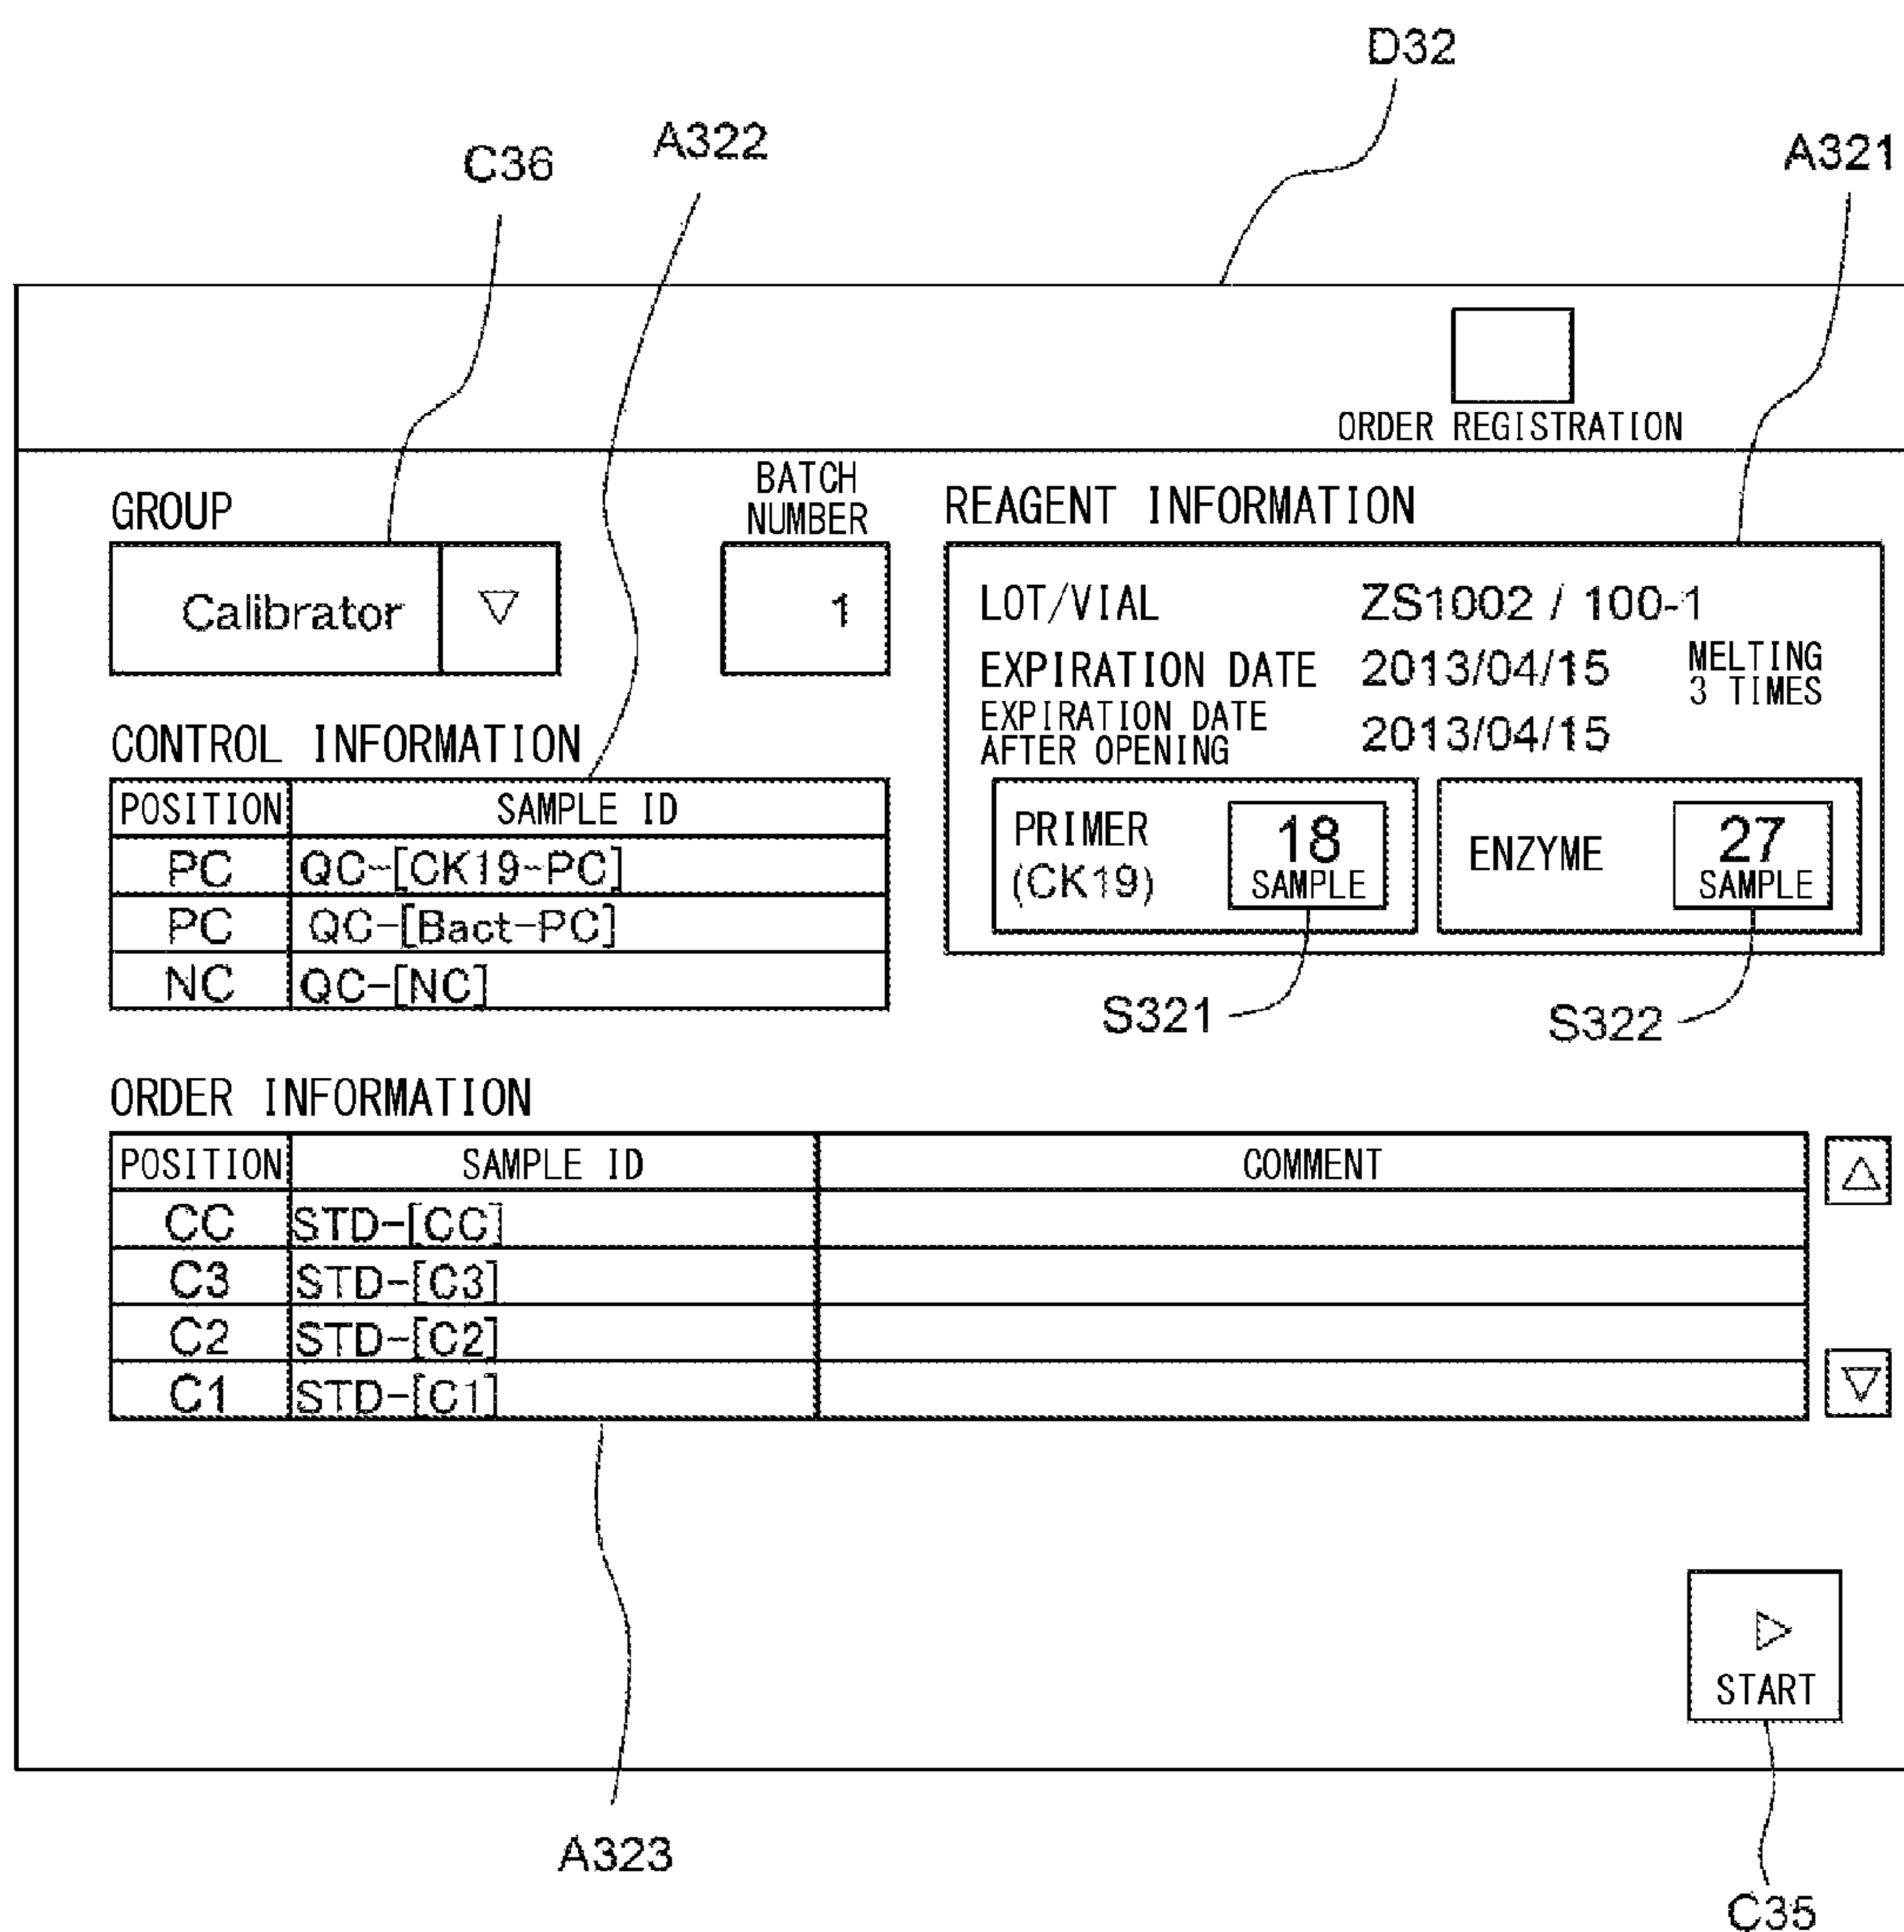 D32
A322
C36
A321
ORDER REGISTRATION
GROUP
BATCH
NUMBER
REAGENT INFORMATION
Calibrator ▽
1
LOT/VIAL ZS1002 / 100-1
EXPIRATION DATE 2013/04/15 MELTING
3 TIMES
EXPIRATION DATE
AFTER OPENING 2013/04/15
CONTROL INFORMATION
POSITION SAMPLE ID
PC QC-[CK19-PC]
PC QC-[Bact-PC]
NC QC-[NC]
PRIMER
(CK19)
18
SAMPLE
ENZYME
27
SAMPLE
S321
S322
ORDER INFORMATION
POSITION SAMPLE ID COMMENT
CC STD-[CC]
C3 STD-[C3]
C2 STD-[C2]
C1 STD-[C1]
START
A323
C35